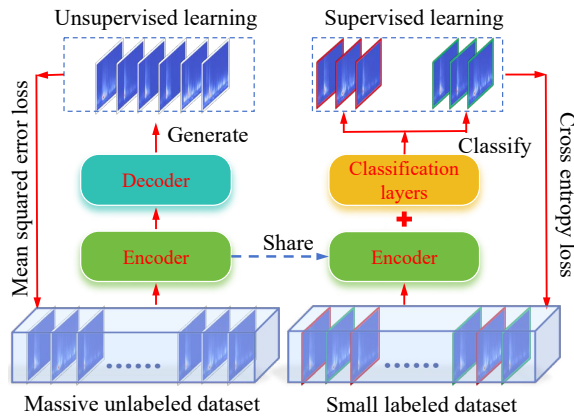 Unsupervised learning
Supervised learning
Mean squared error loss
Generate
Classify
Cross entropy loss
Decoder
Classification
layers
Encoder
Share
Encoder
Massive unlabeled dataset
Small labeled dataset